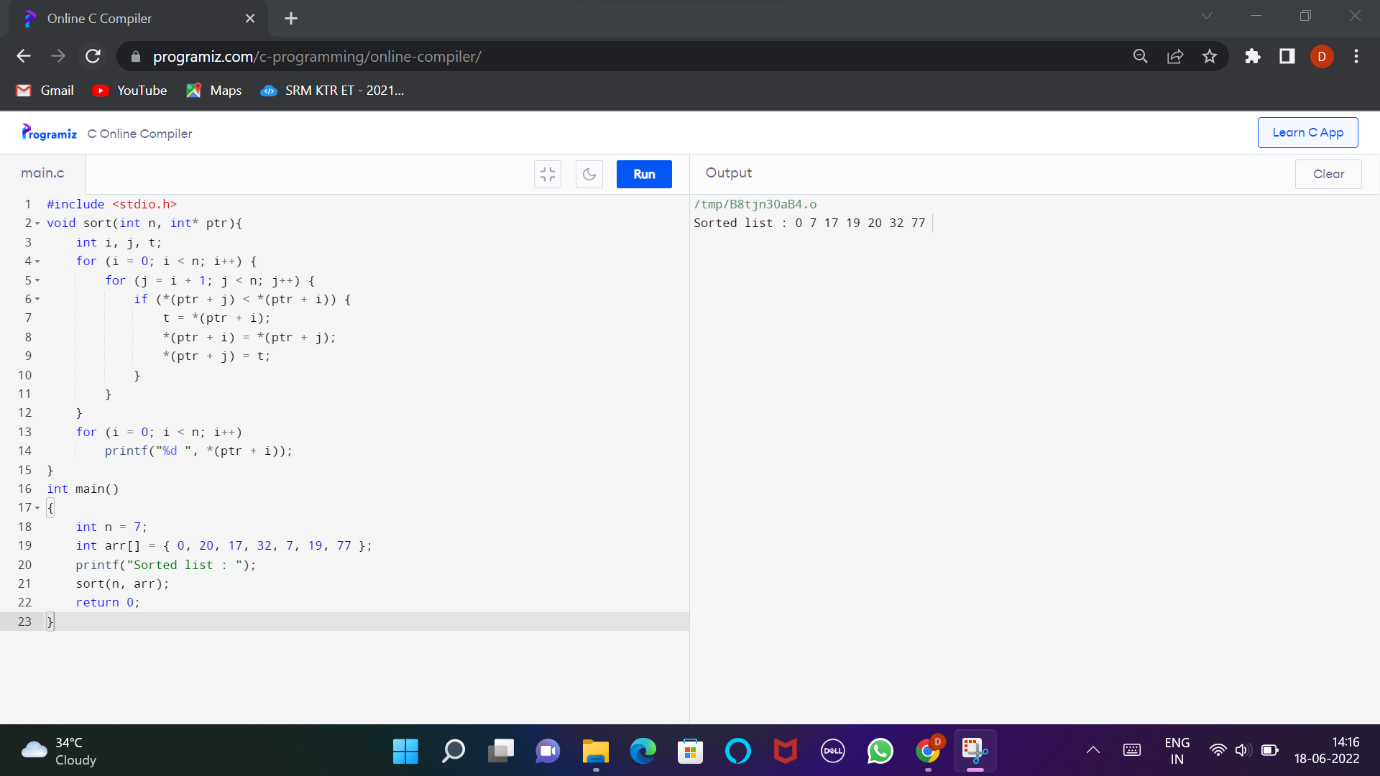 Online C Compiler
programiz.com/c-programming/online-compiler/
D
Gmail YouTube Maps SRM KTR ET - 2021...
Programiz C Online Compiler Learn C App
main.c Run Output Clear
1 #include <stdio.h>
2 void sort(int n, int* ptr){
3 int i, j, t;
4 for (i = 0; i < n; i++) {
5 for (j = i + 1; j < n; j++) {
6 if (*(ptr + j) < *(ptr + i)) {
7 t = *(ptr + i);
8 *(ptr + i) = *(ptr + j);
9 *(ptr + j) = t;
10 }
11 }
12 }
13 for (i = 0; i < n; i++)
14 printf("%d ", *(ptr + i));
15 }
16 int main()
17 {
18 int n = 7;
19 int arr[] = { 0, 20, 17, 32, 7, 19, 77 };
20 printf("Sorted list : ");
21 sort(n, arr);
22 return 0;
23 }
/tmp/B8tjn30aB4.o
Sorted list : 0 7 17 19 20 32 77
34°C
Cloudy
DELL
D
ENG
IN
14:16
18-06-2022